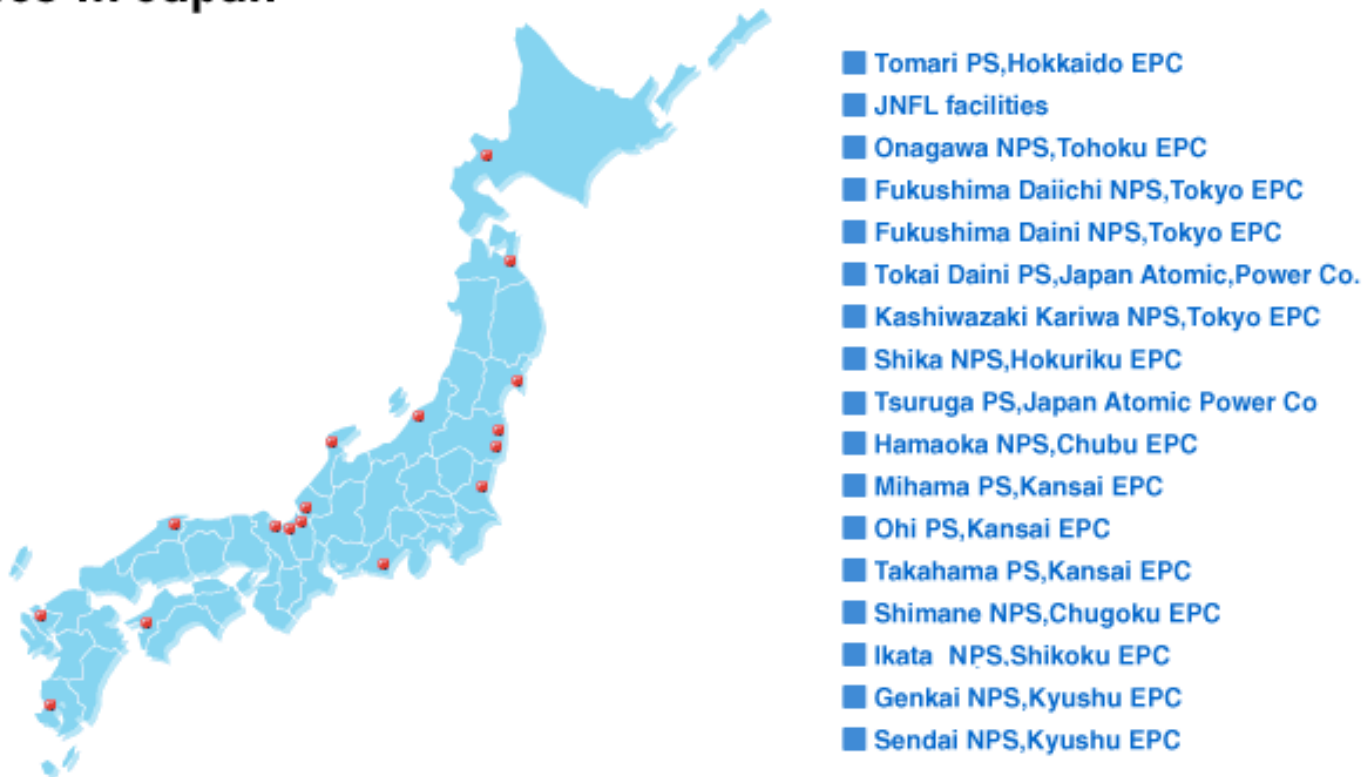 in Japan
Tomari PS,Hokkaido EPC
JNFL facilities
Onagawa NPS,Tohoku EPC
Fukushima Daiichi NPS,Tokyo EPC
Fukushima Daini NPS,Tokyo EPC
Tokai Daini PS,Japan Atomic,Power Co.
Kashiwazaki Kariwa NPS,Tokyo EPC
Shika NPS,Hokuriku EPC
Tsuruga PS,Japan Atomic Power Co
Hamaoka NPS,Chubu EPC
Mihama PS,Kansai EPC
Ohi PS,Kansai EPC
Takahama PS,Kansai EPC
Shimane NPS,Chugoku EPC
Ikata NPS,Shikoku EPC
Genkai NPS,Kyushu EPC
Sendai NPS,Kyushu EPC